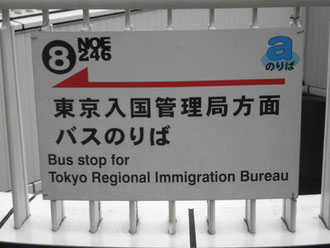 8 NOE
246
a
のりば
東京入国管理局方面
バスのりば
Bus stop for
Tokyo Regional Immigration Bureau